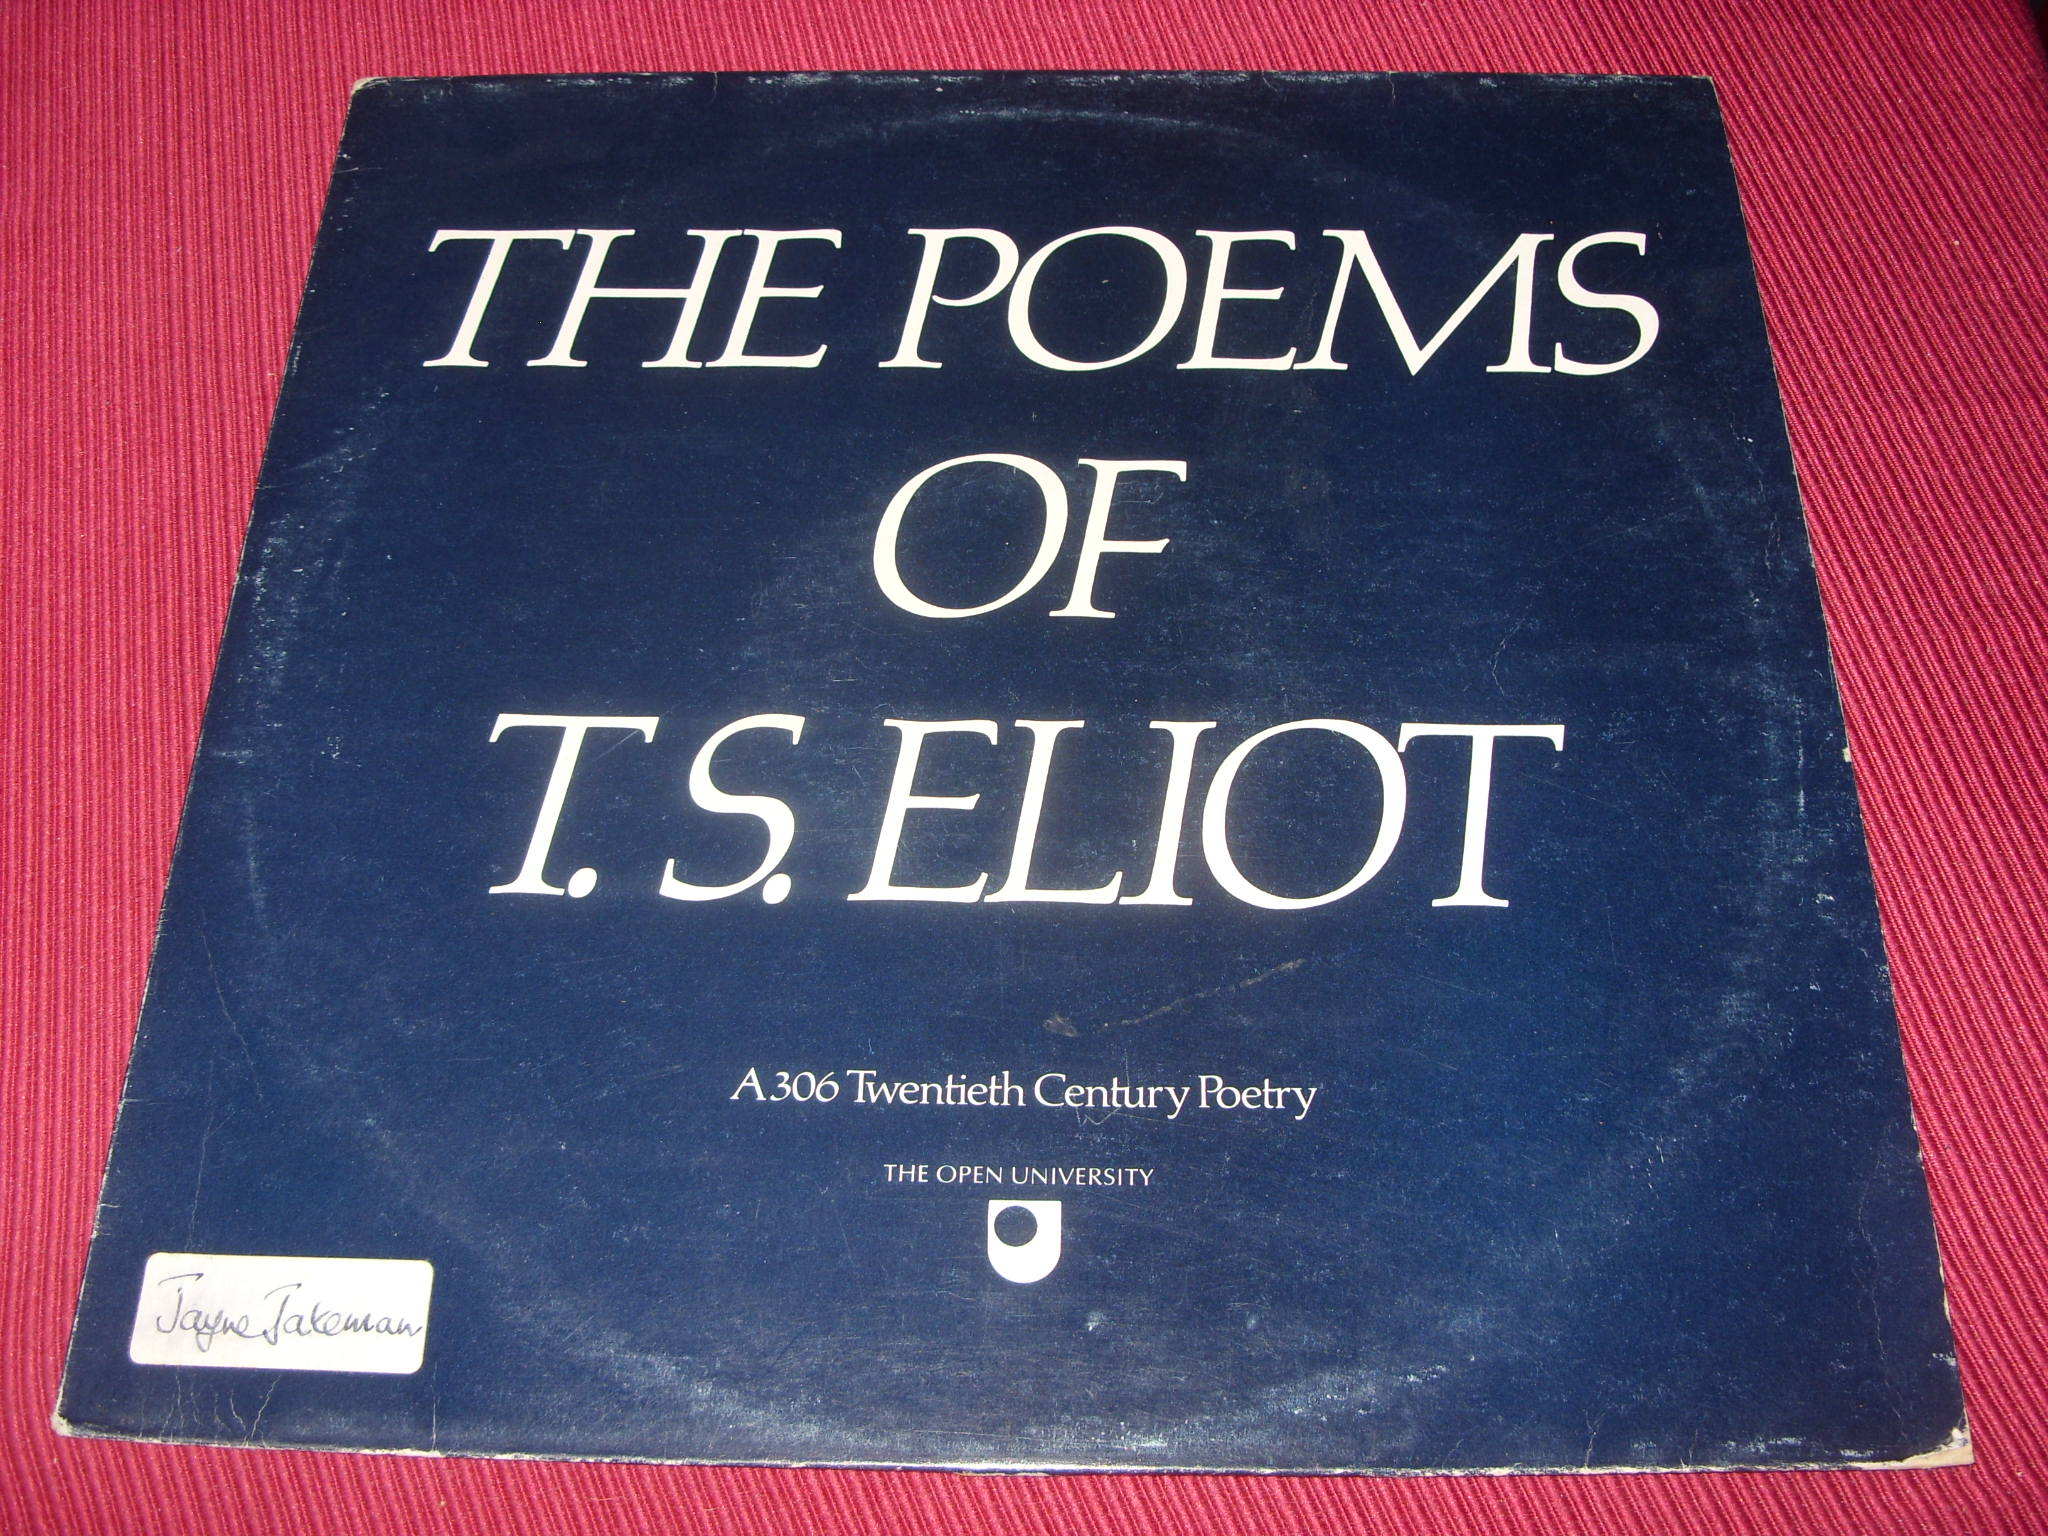 THE POEMS
OF
T. S. ELIOT
A306 Twentieth Century Poetry
THE OPEN UNIVERSITY
Jayne Jakeman